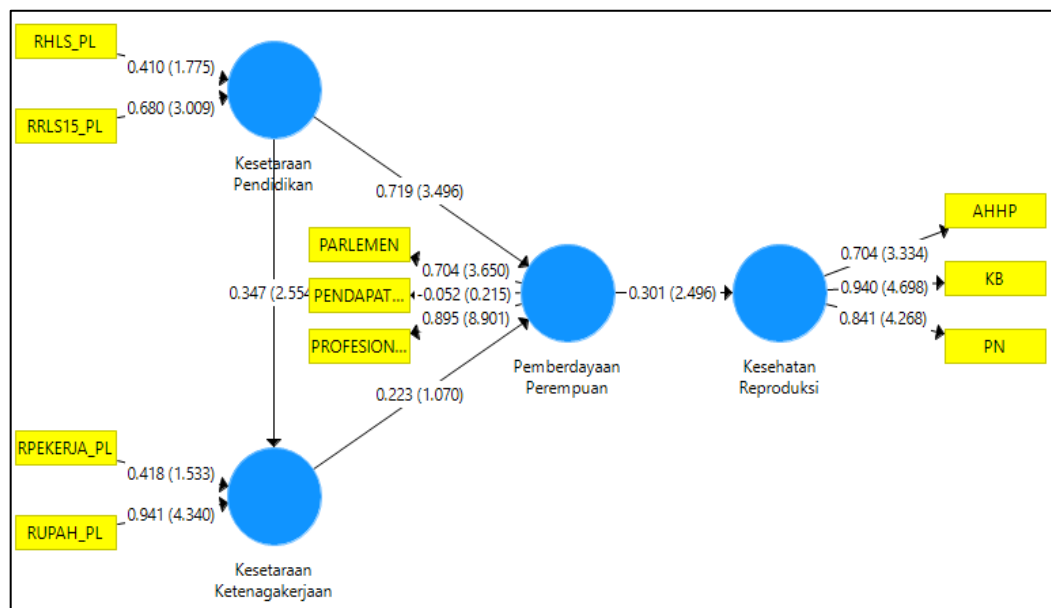 RHLS_PL
0.410 (1.775)
RRLS15_PL
0.680 (3.009)
Kesetaraan
Pendidikan
0.719 (3.496)
AHHP
PARLEMEN
0.704 (3.650)
0.704 (3.334)
PENDAPAT...
-0.052 (0.215)
0.347 (2.554
0.301 (2.496)
0.940 (4.698)
KB
PROFESION...
0.895 (8.901)
0.841 (4.268)
PN
Pemberdayaan
Perempuan
Kesehatan
Reproduksi
0.223 (1.070)
RPEKERJA_PL
0.418 (1.533)
RUPAH_PL
0.941 (4.340)
Kesetaraan
Ketenagakerjaan